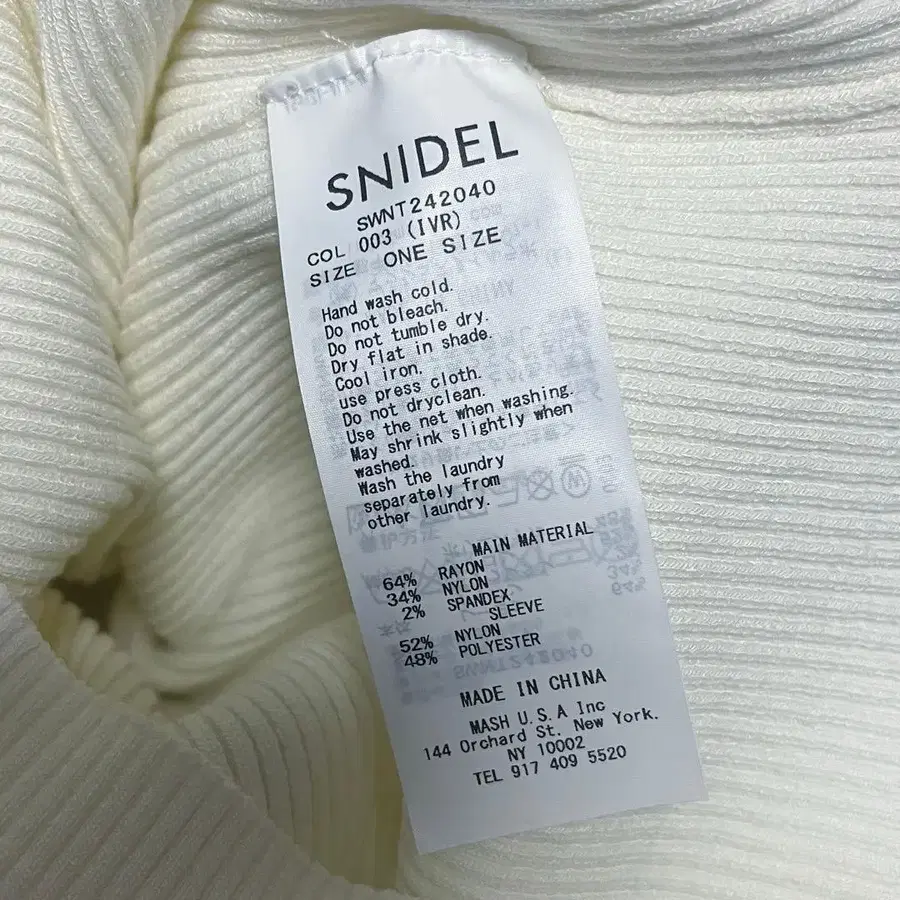 SNIDEL
SWNT242040
COL 003 (IVR)
SIZE ONE SIZE
Hand wash cold.
Do not bleach.
Do not tumble dry.
Dry flat in shade.
Cool iron.
use press cloth.
Do not dryclean.
Use the net when washing.
May shrink slightly when
washed.
Wash the laundry
separately from
other laundry.
MAIN MATERIAL
64% RAYON
34% NYLON
2% SPANDEX
SLEEVE
52% NYLON
48% POLYESTER
MADE IN CHINA
MASH U.S.A Inc
144 Orchard St. New York.
NY 10002
TEL 917 409 5520